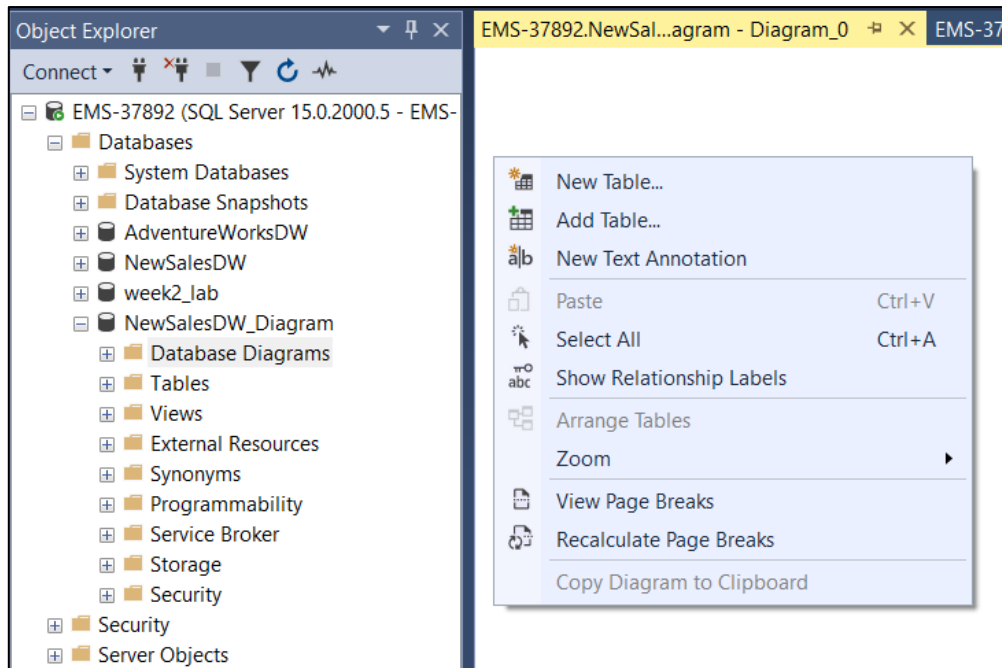 Object Explorer
Connect
EMS-37892 (SQL Server 15.0.2000.5 - EMS-
Databases
System Databases
Database Snapshots
AdventureWorksDW
NewSalesDW
week2_lab
NewSalesDW_Diagram
Database Diagrams
Tables
Views
External Resources
Synonyms
Programmability
Service Broker
Storage
Security
Security
Server Objects
EMS-37892.NewSal...agram - Diagram_0
EMS-37
New Table...
Add Table...
a|b New Text Annotation
Paste Ctrl+V
Select All Ctrl+A
abc Show Relationship Labels
Arrange Tables
Zoom
View Page Breaks
Recalculate Page Breaks
Copy Diagram to Clipboard